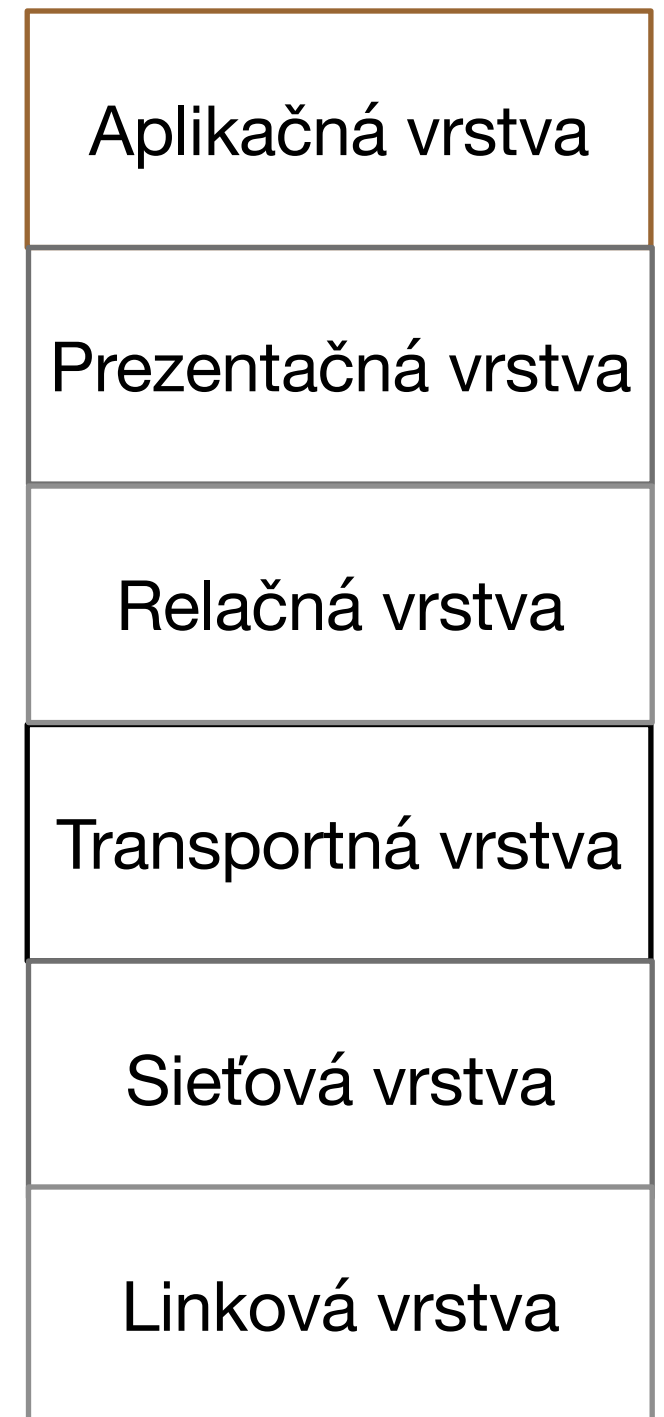 Aplikačná vrstva
Prezentačná vrstva
Relačná vrstva
Transportná vrstva
Sieťová vrstva
Linková vrstva